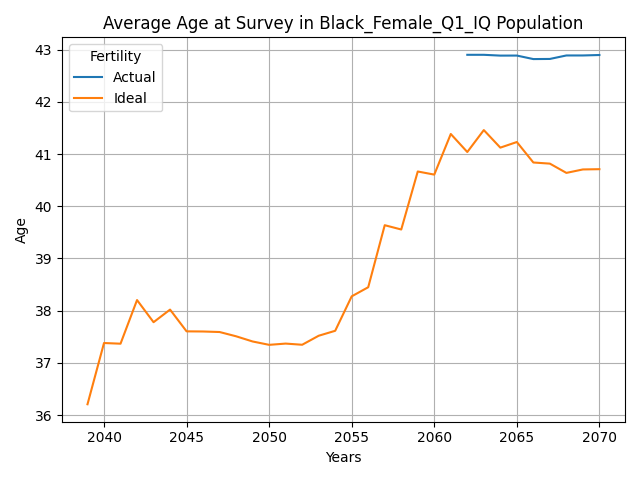 Average Age at Survey in Black_Female_Q1_IQ Population
Fertility
Actual
Ideal
43
42
41
40
39
38
37
36
Age
2040
2045
2050
2055
2060
2065
2070
Years